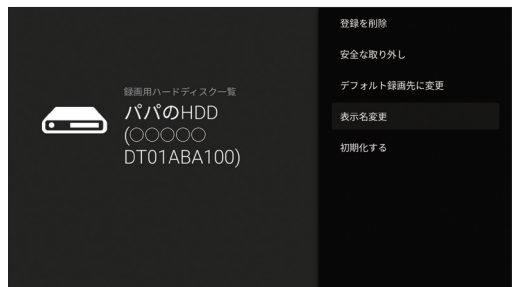 録画用ハードディスク一覧
パパのHDD
(○○○○○
DT01ABA100)
登録を削除
安全な取り外し
デフォルト録画先に変更
表示名変更
初期化する